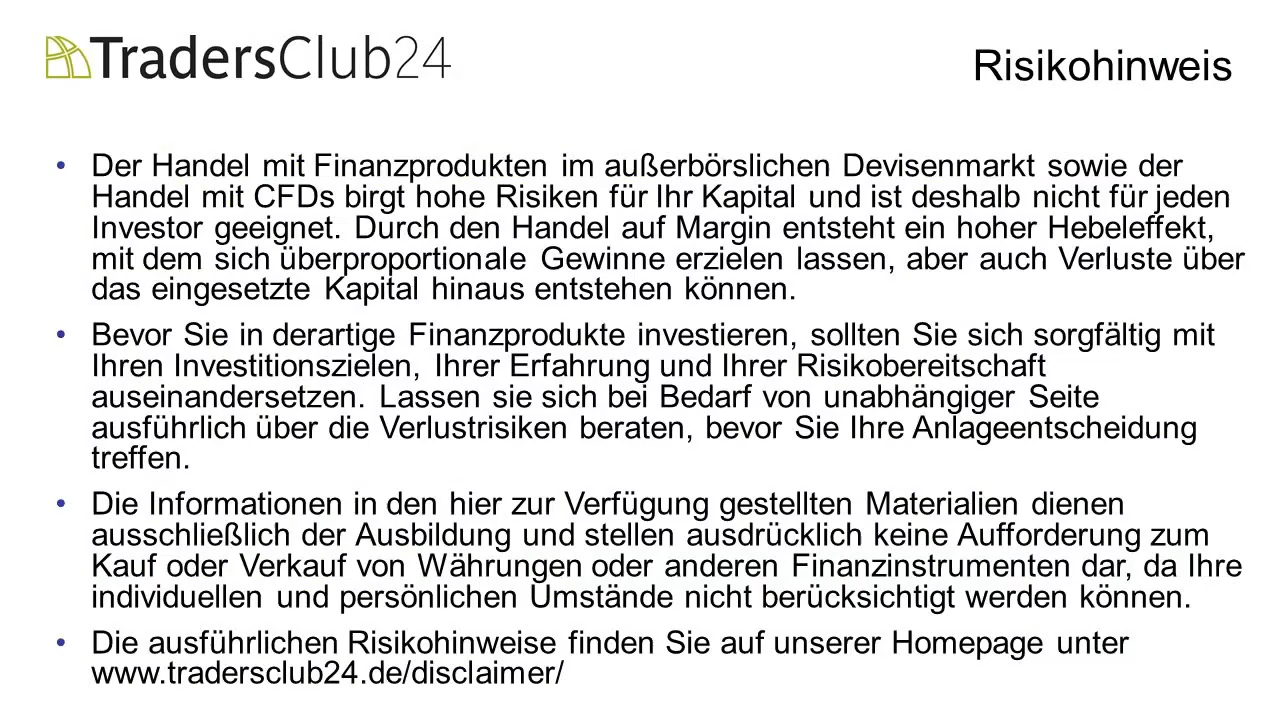 TradersClub24
Risikohinweis
• Der Handel mit Finanzprodukten im außerbörslichen Devisenmarkt sowie der
Handel mit CFDs birgt hohe Risiken für Ihr Kapital und ist deshalb nicht für jeden
Investor geeignet. Durch den Handel auf Margin entsteht ein hoher Hebeleffekt,
mit dem sich überproportionale Gewinne erzielen lassen, aber auch Verluste über
das eingesetzte Kapital hinaus entstehen können.
• Bevor Sie in derartige Finanzprodukte investieren, sollten Sie sich sorgfältig mit
Ihren Investitionszielen, Ihrer Erfahrung und Ihrer Risikobereitschaft
auseinandersetzen. Lassen sie sich bei Bedarf von unabhängiger Seite
ausführlich über die Verlustrisiken beraten, bevor Sie Ihre Anlageentscheidung
treffen.
• Die Informationen in den hier zur Verfügung gestellten Materialien dienen
ausschließlich der Ausbildung und stellen ausdrücklich keine Aufforderung zum
Kauf oder Verkauf von Währungen oder anderen Finanzinstrumenten dar, da Ihre
individuellen und persönlichen Umstände nicht berücksichtigt werden können.
• Die ausführlichen Risikohinweise finden Sie auf unserer Homepage unter
www.tradersclub24.de/disclaimer/